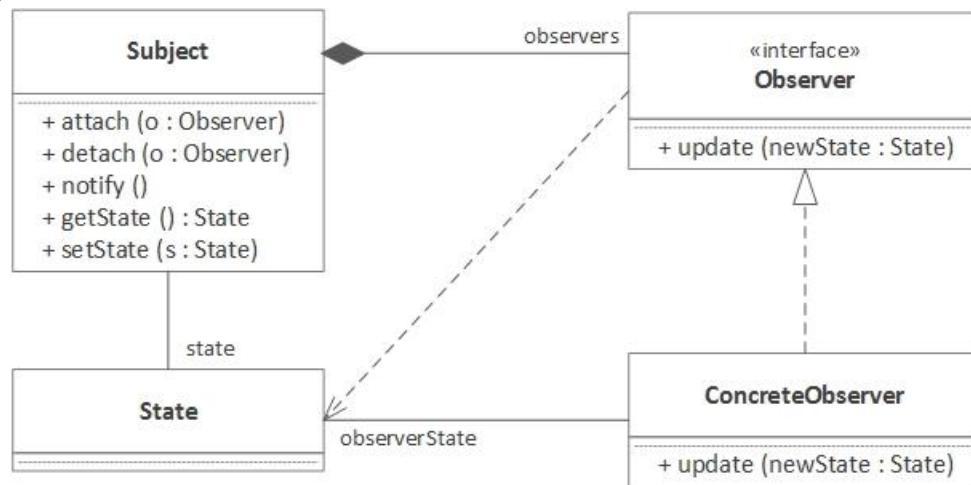 Subject
+ attach (o : Observer)
+ detach (o : Observer)
+ notify ()
+ getState () : State
+ setState (s : State)
observers
«interface»
Observer
+ update (newState : State)
state
State
observerState
ConcreteObserver
+ update (newState : State)